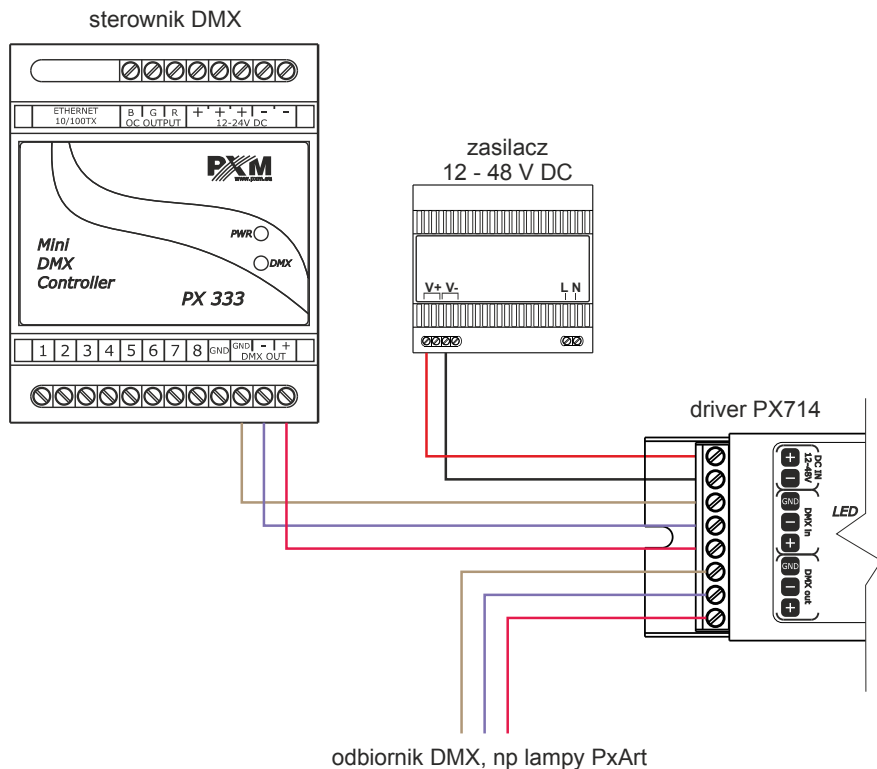 sterownik DMX
ETHERNET
10/100TX
B G R + + + - -
OC OUTPUT 12-24V DC
PXM
www.pxm.eu
PWR
DMX
Mini
DMX
Controller
PX 333
1 2 3 4 5 6 7 8 GND GND - +
DMX OUT
zasilacz
12 - 48 V DC
V+ V- L N
driver PX714
+
-
DC IN
12-48V
GND
-
+
DMX in
GND
-
+
DMX out
LED
odbiornik DMX, np lampy PxArt